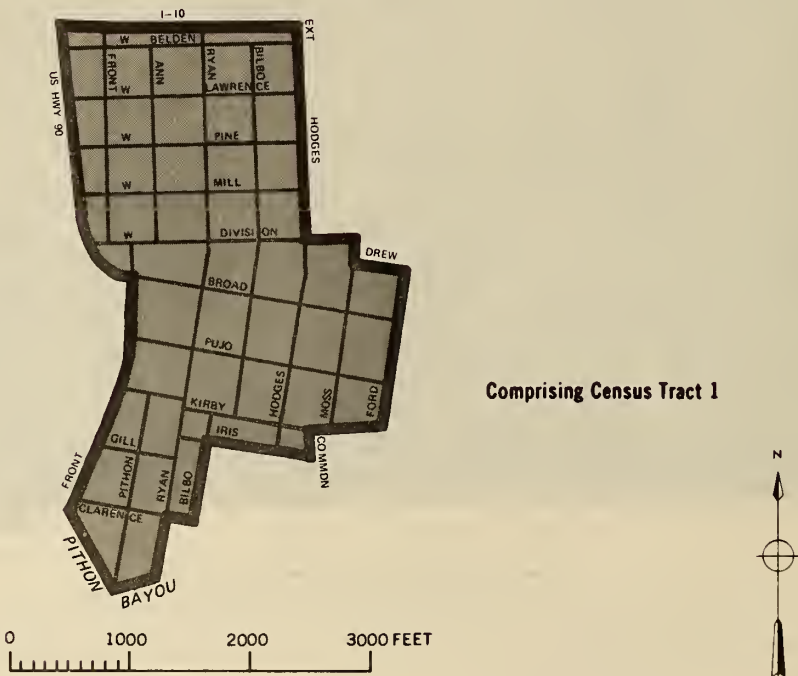 I-10
EXT
W BELDEN
US HWY 90
FRONT
ANN
RYAN
BILBO
W LAWRENCE
HODGES
W PINE
W MILL
W DIVISION
DREW
BROAD
PUJO
HODGES
MOSS
FORD
KIRBY
IRIS
COMMON
GILL
FRONT
PITHON
RYAN
BILBO
CLARENCE
PITHON
BAYOU
Comprising Census Tract 1
N
0 1000 2000 3000 FEET